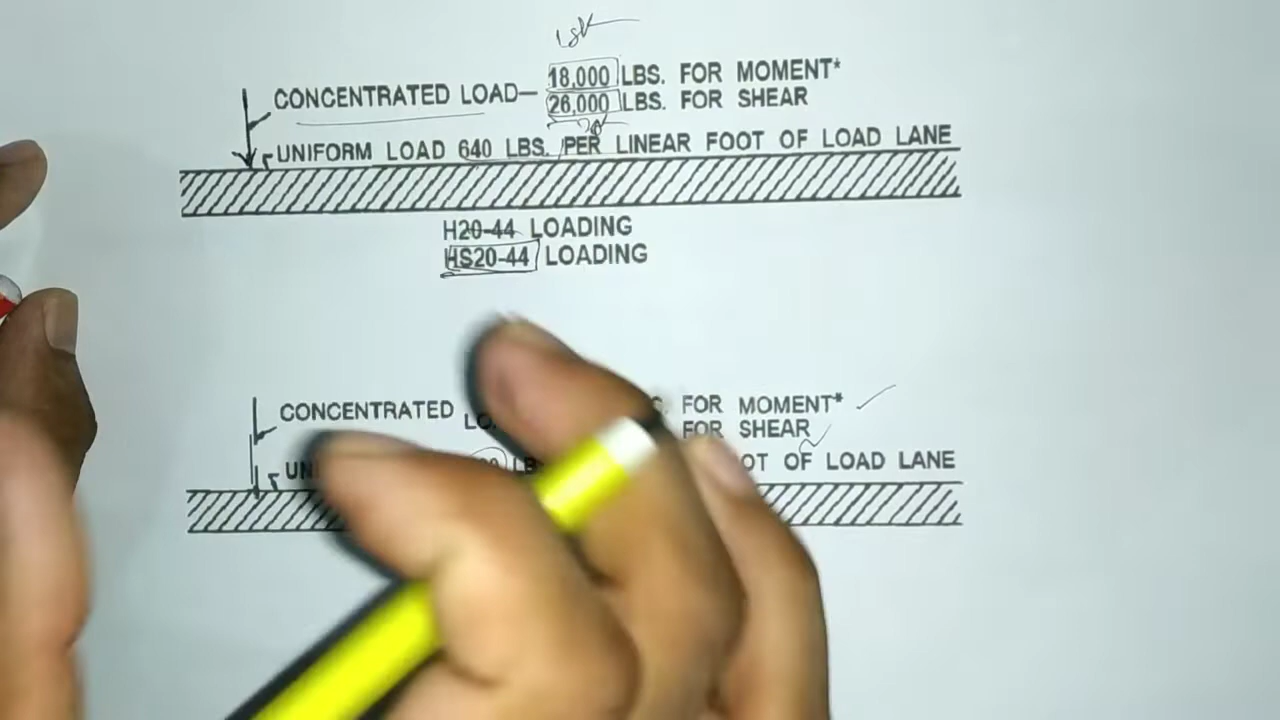 18k
CONCENTRATED LOAD— 18,000 LBS. FOR MOMENT*
26,000 LBS. FOR SHEAR
UNIFORM LOAD 640 LBS. PER LINEAR FOOT OF LOAD LANE
H20-44 LOADING
HS20-44 LOADING
CONCENTRATED FOR MOMENT*
FOR SHEAR
OF LOAD LANE